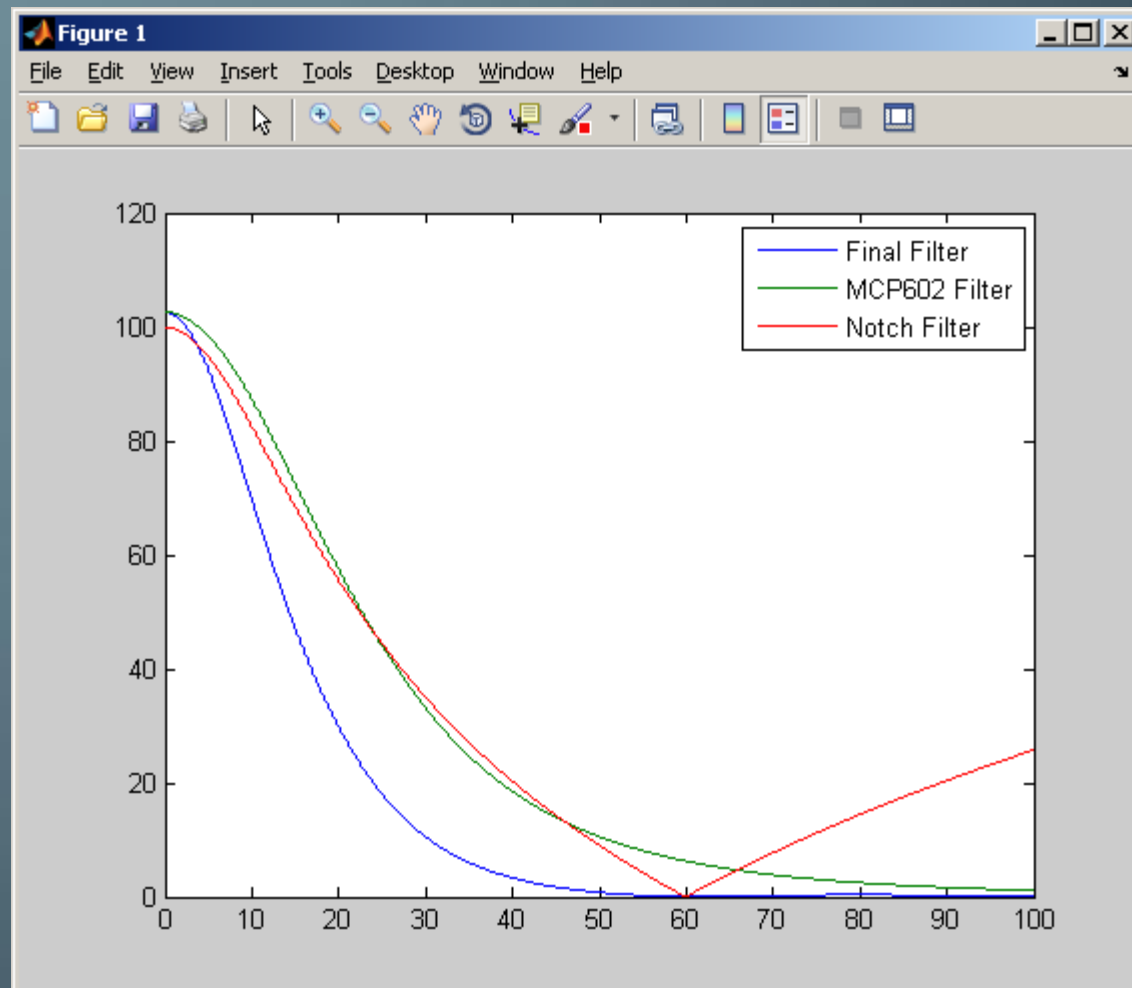 Figure 1
File Edit View Insert Tools Desktop Window Help
120
100
80
60
40
20
0
Final Filter
MCP602 Filter
Notch Filter
0 10 20 30 40 50 60 70 80 90 100